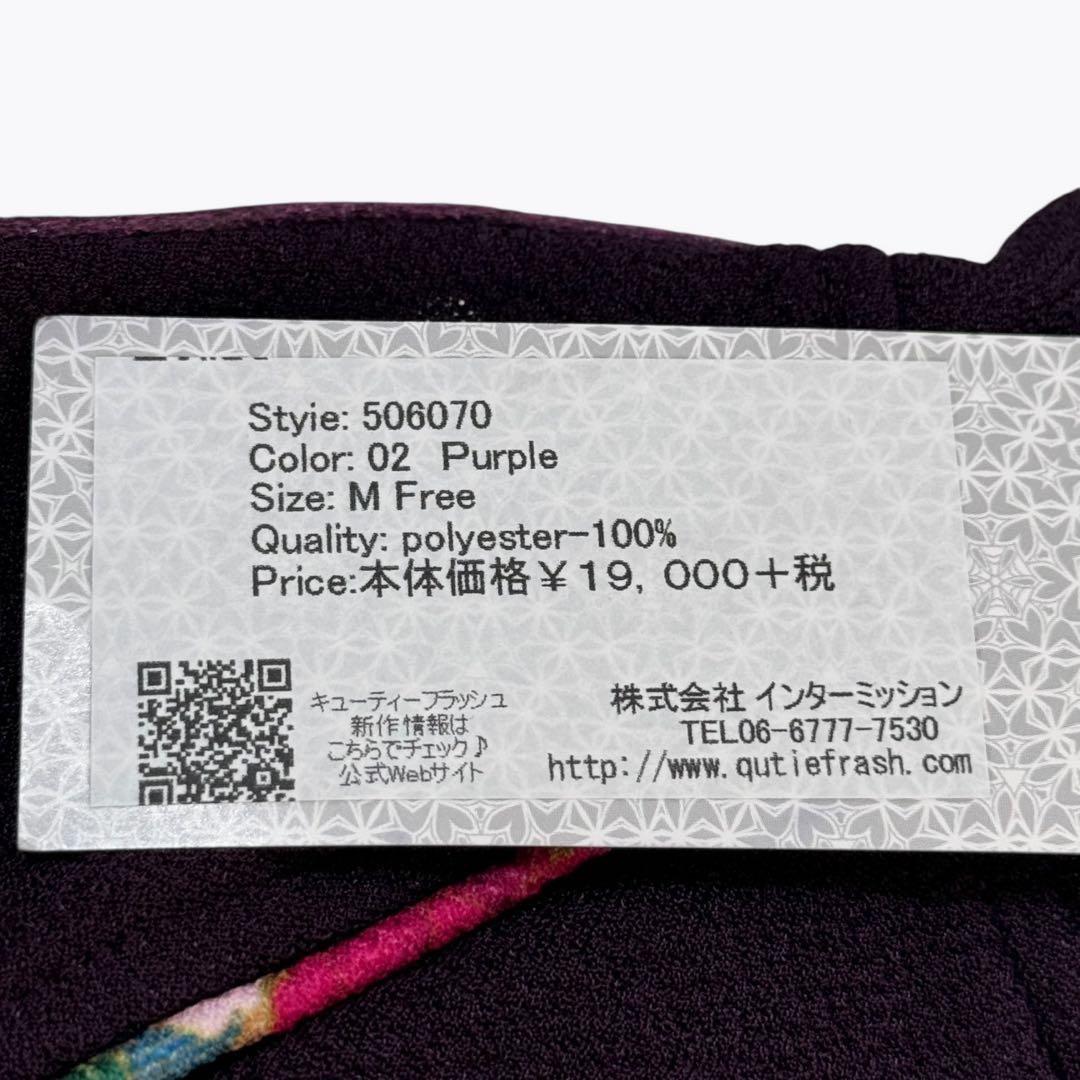 Styie: 506070
Color: 02 Purple
Size: M Free
Quality: polyester-100%
Price:本体価格￥19, 000＋税
キューティーフラッシュ
新作情報は
こちらでチェック♪
公式Webサイト
株式会社 インターミッション
TEL06-6777-7530
http://www.qutiefrash.com